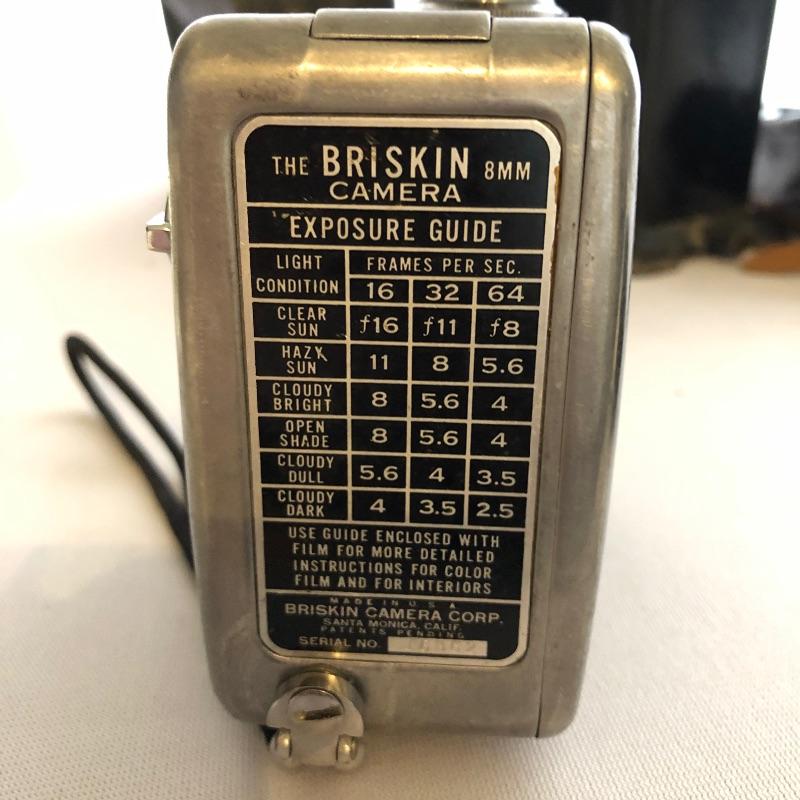 THE BRISKIN 8MM
CAMERA
EXPOSURE GUIDE
LIGHT CONDITION FRAMES PER SEC.
16 32 64
CLEAR SUN f16 f11 f8
HAZY SUN 11 8 5.6
CLOUDY BRIGHT 8 5.6 4
OPEN SHADE 8 5.6 4
CLOUDY DULL 5.6 4 3.5
CLOUDY DARK 4 3.5 2.5
USE GUIDE ENCLOSED WITH
FILM FOR MORE DETAILED
INSTRUCTIONS FOR COLOR
FILM AND FOR INTERIORS
MADE IN U.S.A
BRISKIN CAMERA CORP.
SANTA MONICA, CALIF.
PATENTS PENDING
SERIAL NO.